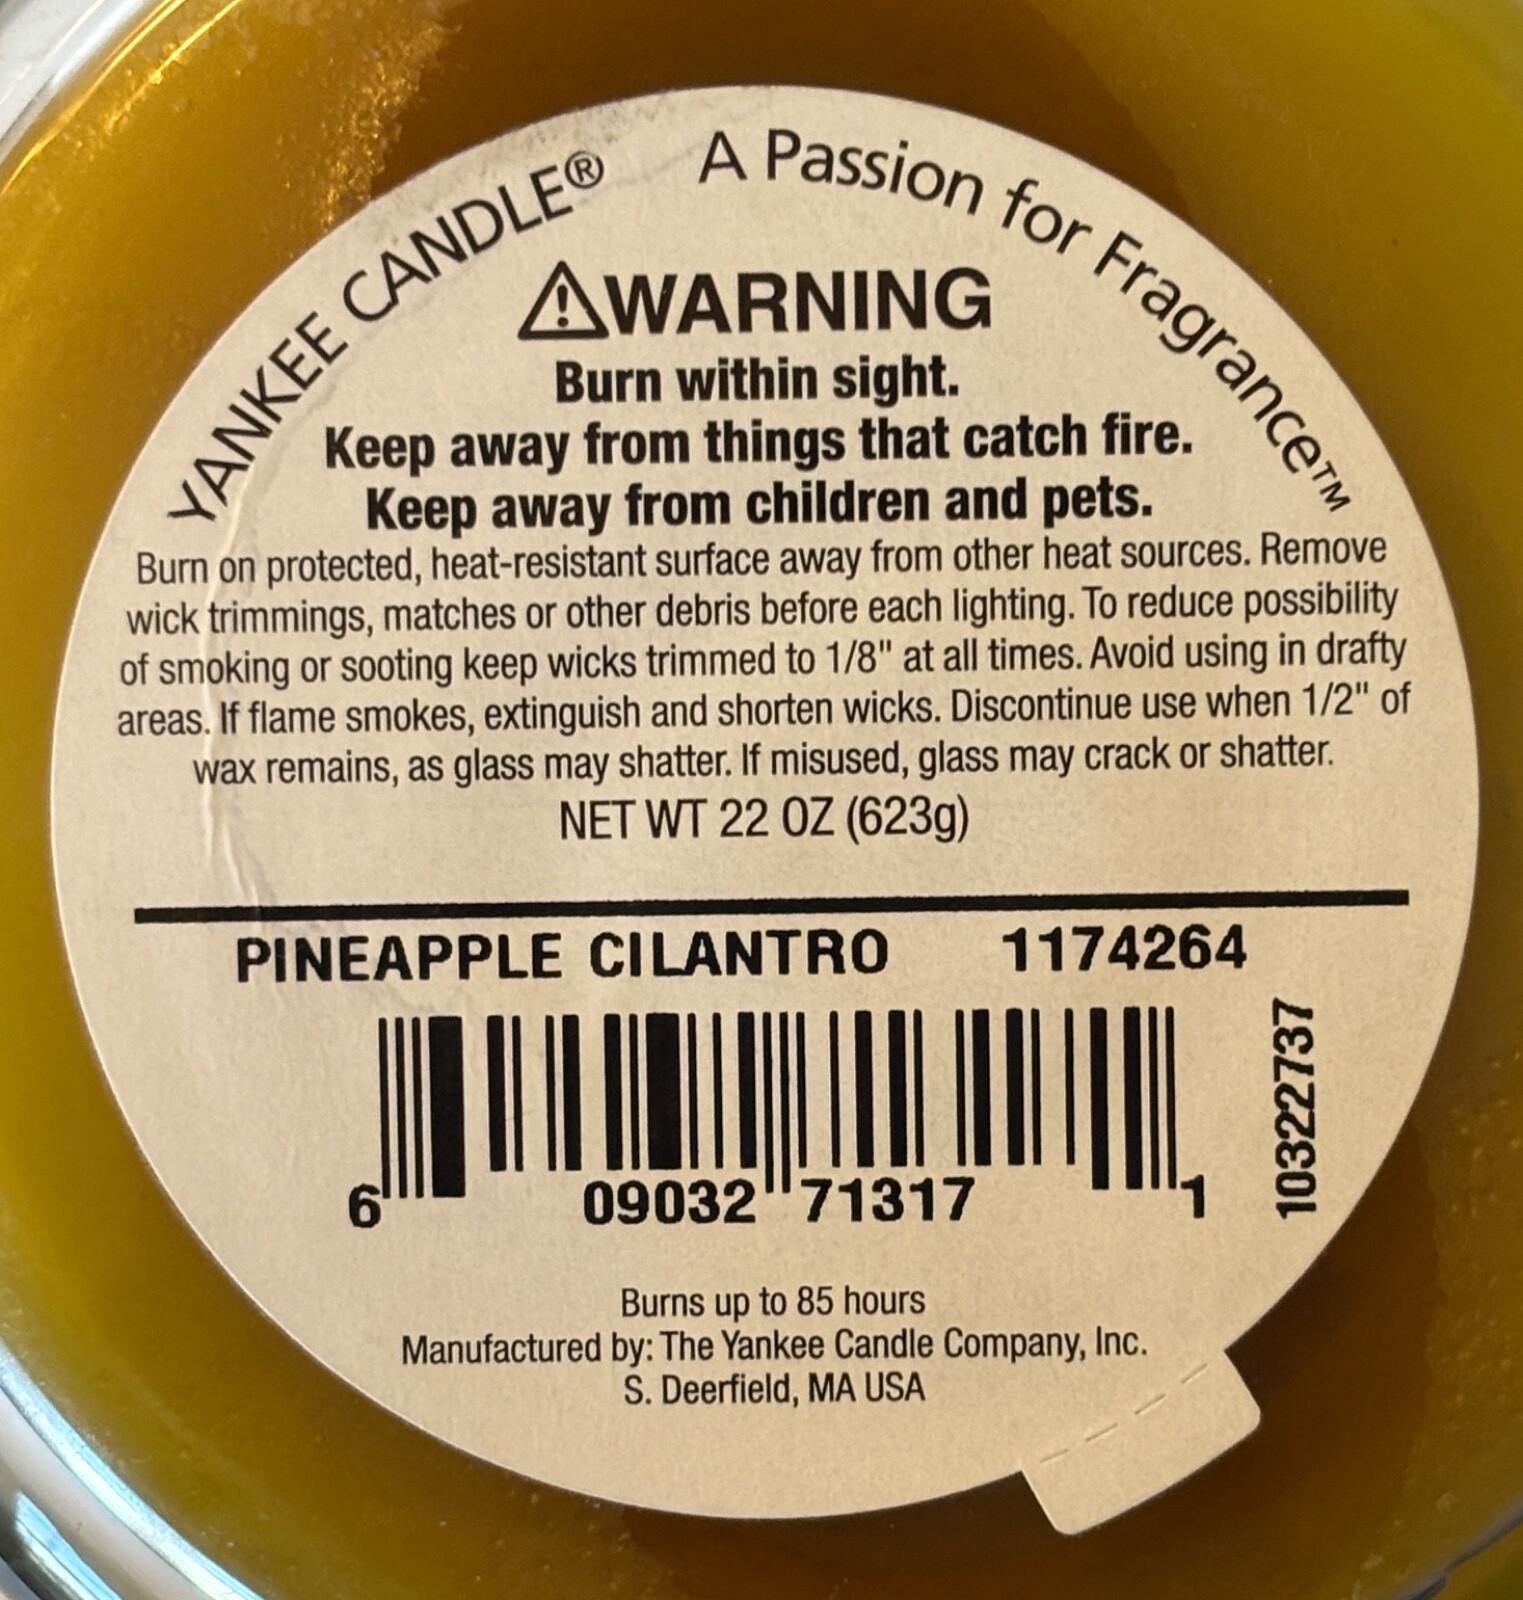 YANKEE CANDLE® A Passion for Fragrance™
⚠WARNING
Burn within sight.
Keep away from things that catch fire.
Keep away from children and pets.
Burn on protected, heat-resistant surface away from other heat sources. Remove
wick trimmings, matches or other debris before each lighting. To reduce possibility
of smoking or sooting keep wicks trimmed to 1/8" at all times. Avoid using in drafty
areas. If flame smokes, extinguish and shorten wicks. Discontinue use when 1/2" of
wax remains, as glass may shatter. If misused, glass may crack or shatter.
NET WT 22 OZ (623g)
PINEAPPLE CILANTRO 1174264
6 09032 71317 1
10322737
Burns up to 85 hours
Manufactured by: The Yankee Candle Company, Inc.
S. Deerfield, MA USA